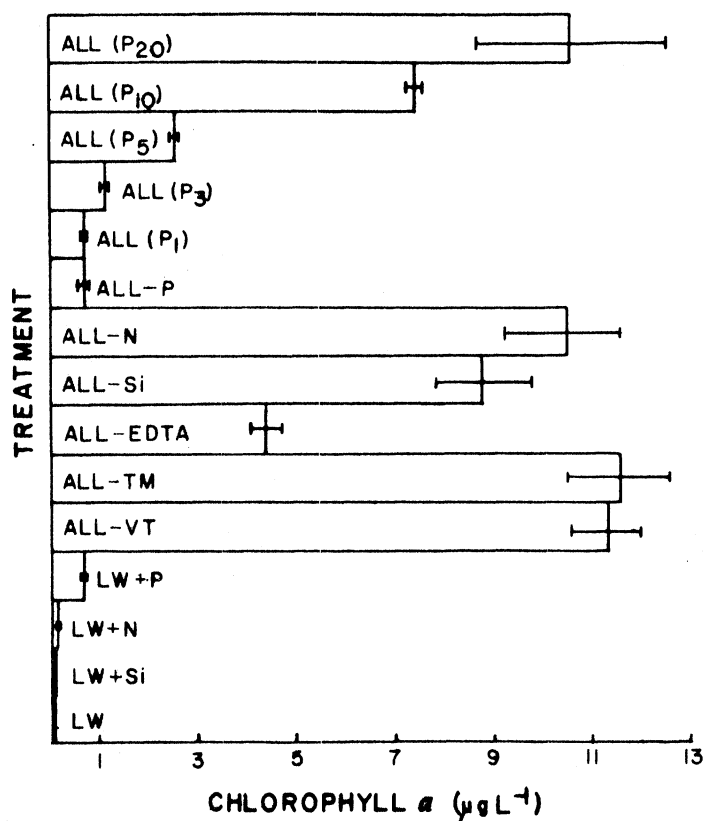 ALL (P20)
ALL (P10)
ALL (P5)
ALL (P3)
ALL (P1)
ALL-P
ALL-N
ALL-Si
ALL-EDTA
ALL-TM
ALL-VT
LW+P
LW+N
LW+Si
LW
TREATMENT
1 3 5 7 9 11 13
CHLOROPHYLL a (µg L⁻¹)